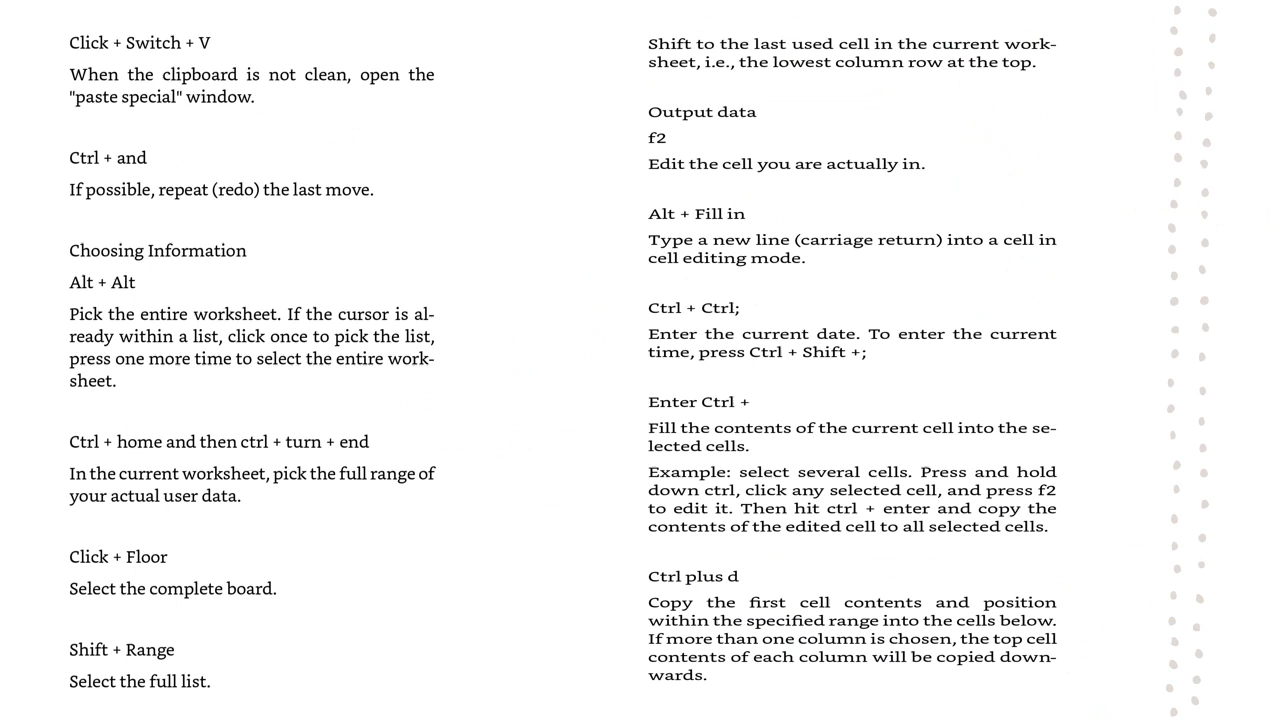 Click + Switch + V
When the clipboard is not clean, open the
"paste special" window.
Ctrl + and
If possible, repeat (redo) the last move.
Choosing Information
Alt + Alt
Pick the entire worksheet. If the cursor is al-
ready within a list, click once to pick the list,
press one more time to select the entire work-
sheet.
Ctrl + home and then ctrl + turn + end
In the current worksheet, pick the full range of
your actual user data.
Click + Floor
Select the complete board.
Shift + Range
Select the full list.
Shift to the last used cell in the current work-
sheet, i.e., the lowest column row at the top.
Output data
f2
Edit the cell you are actually in.
Alt + Fill in
Type a new line (carriage return) into a cell in
cell editing mode.
Ctrl + Ctrl;
Enter the current date. To enter the current
time, press Ctrl + Shift +;
Enter Ctrl +
Fill the contents of the current cell into the se-
lected cells.
Example: select several cells. Press and hold
down ctrl, click any selected cell, and press f2
to edit it. Then hit ctrl + enter and copy the
contents of the edited cell to all selected cells.
Ctrl plus d
Copy the first cell contents and position
within the specified range into the cells below.
If more than one column is chosen, the top cell
contents of each column will be copied down-
wards.